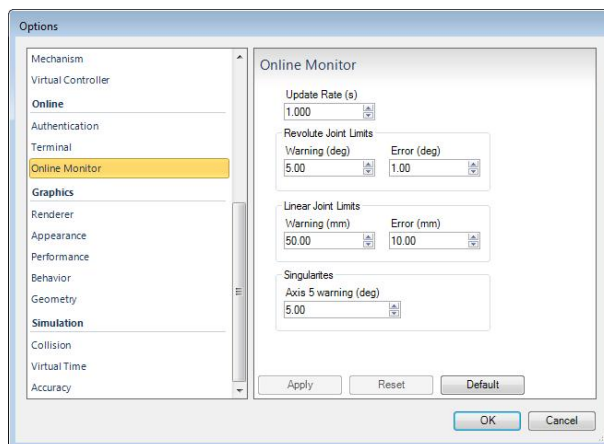 Options
Mechanism
Virtual Controller
Online
Authentication
Terminal
Online Monitor
Graphics
Renderer
Appearance
Performance
Behavior
Geometry
Simulation
Collision
Virtual Time
Accuracy
Online Monitor
Update Rate (s)
1.000
Revolute Joint Limits
Warning (deg) Error (deg)
5.00 1.00
Linear Joint Limits
Warning (mm) Error (mm)
50.00 10.00
Singularites
Axis 5 warning (deg)
5.00
Apply Reset Default
OK Cancel